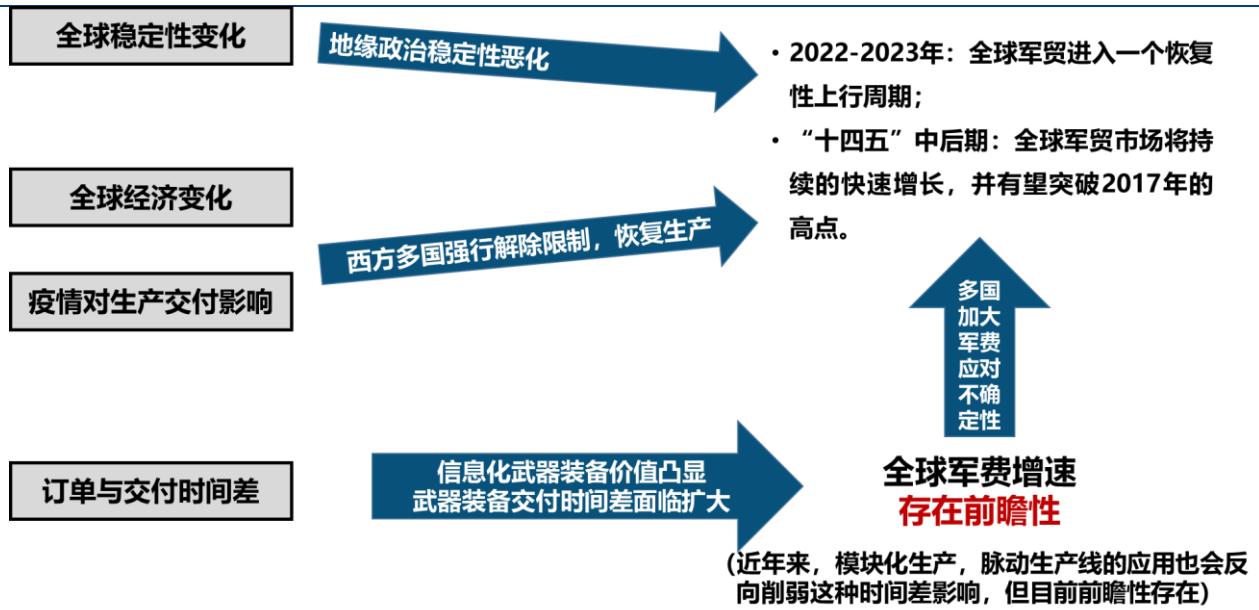 全球稳定性变化
地缘政治稳定性恶化
• 2022-2023年：全球军贸进入一个恢复
性上行周期；
• “十四五”中后期：全球军贸市场将持
续的快速增长，并有望突破2017年的
高点。
全球经济变化
西方多国强行解除限制，恢复生产
疫情对生产交付影响
多国
加大
军费
应对
不确
定性
订单与交付时间差
信息化武器装备价值凸显
武器装备交付时间差面临扩大
全球军费增速
存在前瞻性
（近年来，模块化生产，脉动生产线的应用也会反
向削弱这种时间差影响，但目前前瞻性存在）